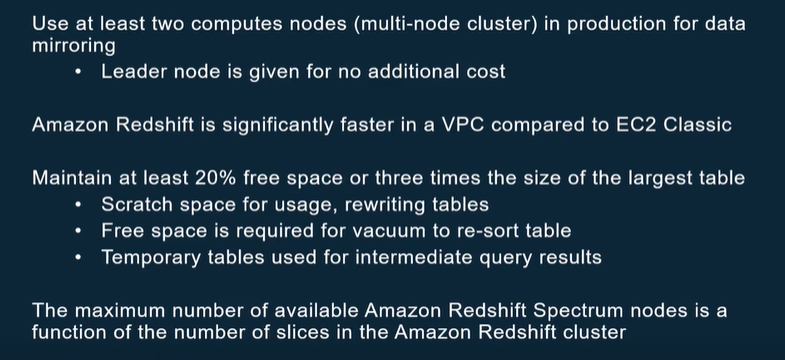 Use at least two computes nodes (multi-node cluster) in production for data
mirroring
• Leader node is given for no additional cost
Amazon Redshift is significantly faster in a VPC compared to EC2 Classic
Maintain at least 20% free space or three times the size of the largest table
• Scratch space for usage, rewriting tables
• Free space is required for vacuum to re-sort table
• Temporary tables used for intermediate query results
The maximum number of available Amazon Redshift Spectrum nodes is a
function of the number of slices in the Amazon Redshift cluster